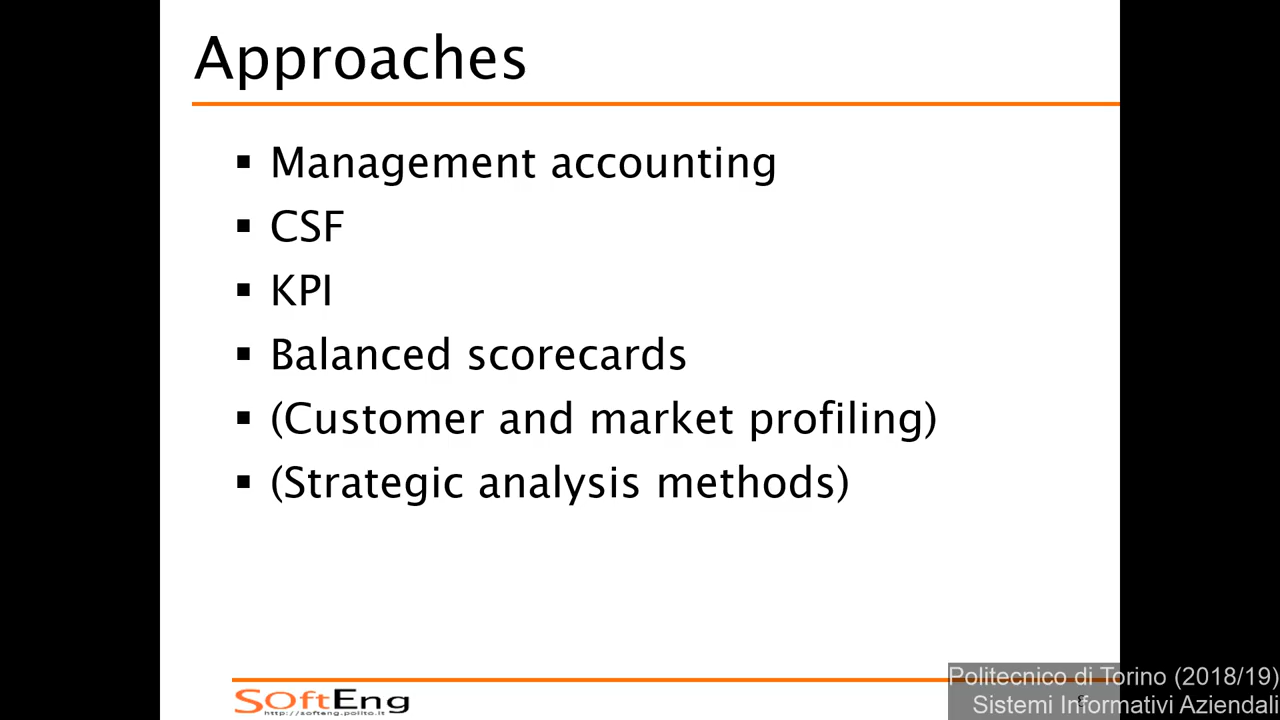 Approaches
▪ Management accounting
▪ CSF
▪ KPI
▪ Balanced scorecards
▪ (Customer and market profiling)
▪ (Strategic analysis methods)
SoftEng
http://softeng.polito.it
Politecnico di Torino (2018/19)
Sistemi Informativi Aziendali